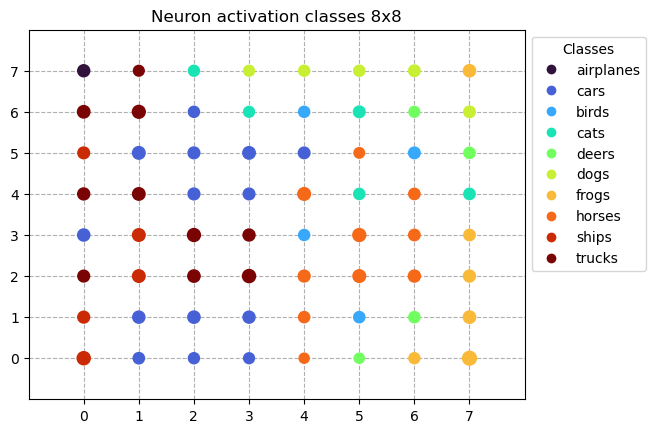 Neuron activation classes 8x8
Classes
airplanes
cars
birds
cats
deers
dogs
frogs
horses
ships
trucks
7
6
5
4
3
2
1
0
0 1 2 3 4 5 6 7